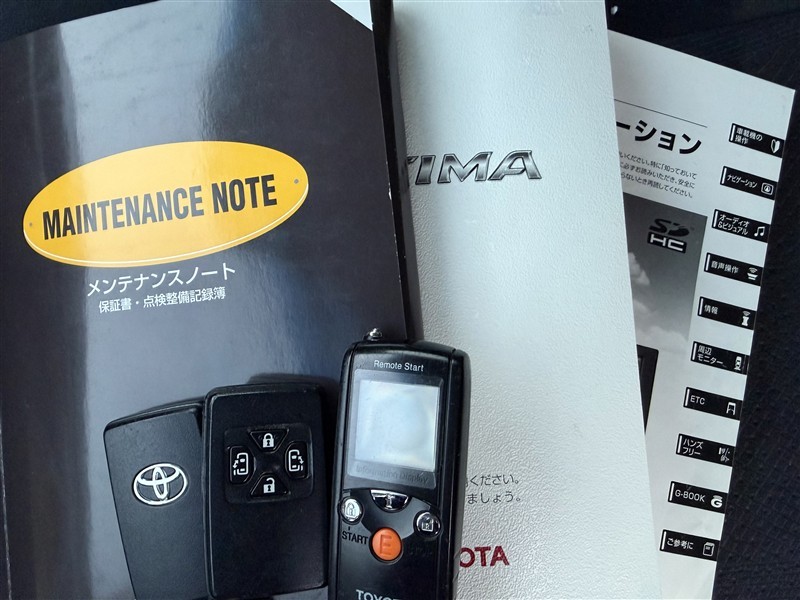 MAINTENANCE NOTE
メンテナンスノート
保証書・点検整備記録簿
TIMA
ーション
SD
HC
車載機の
操作
ナビゲーション
オーディオ
&ビジュアル
音声操作
情報
周辺
モニター
ETC
ハンズ
フリー
G-BOOK
ご参考に
ください。
ましょう。
OTA
Remote Start
START
E
TOYO